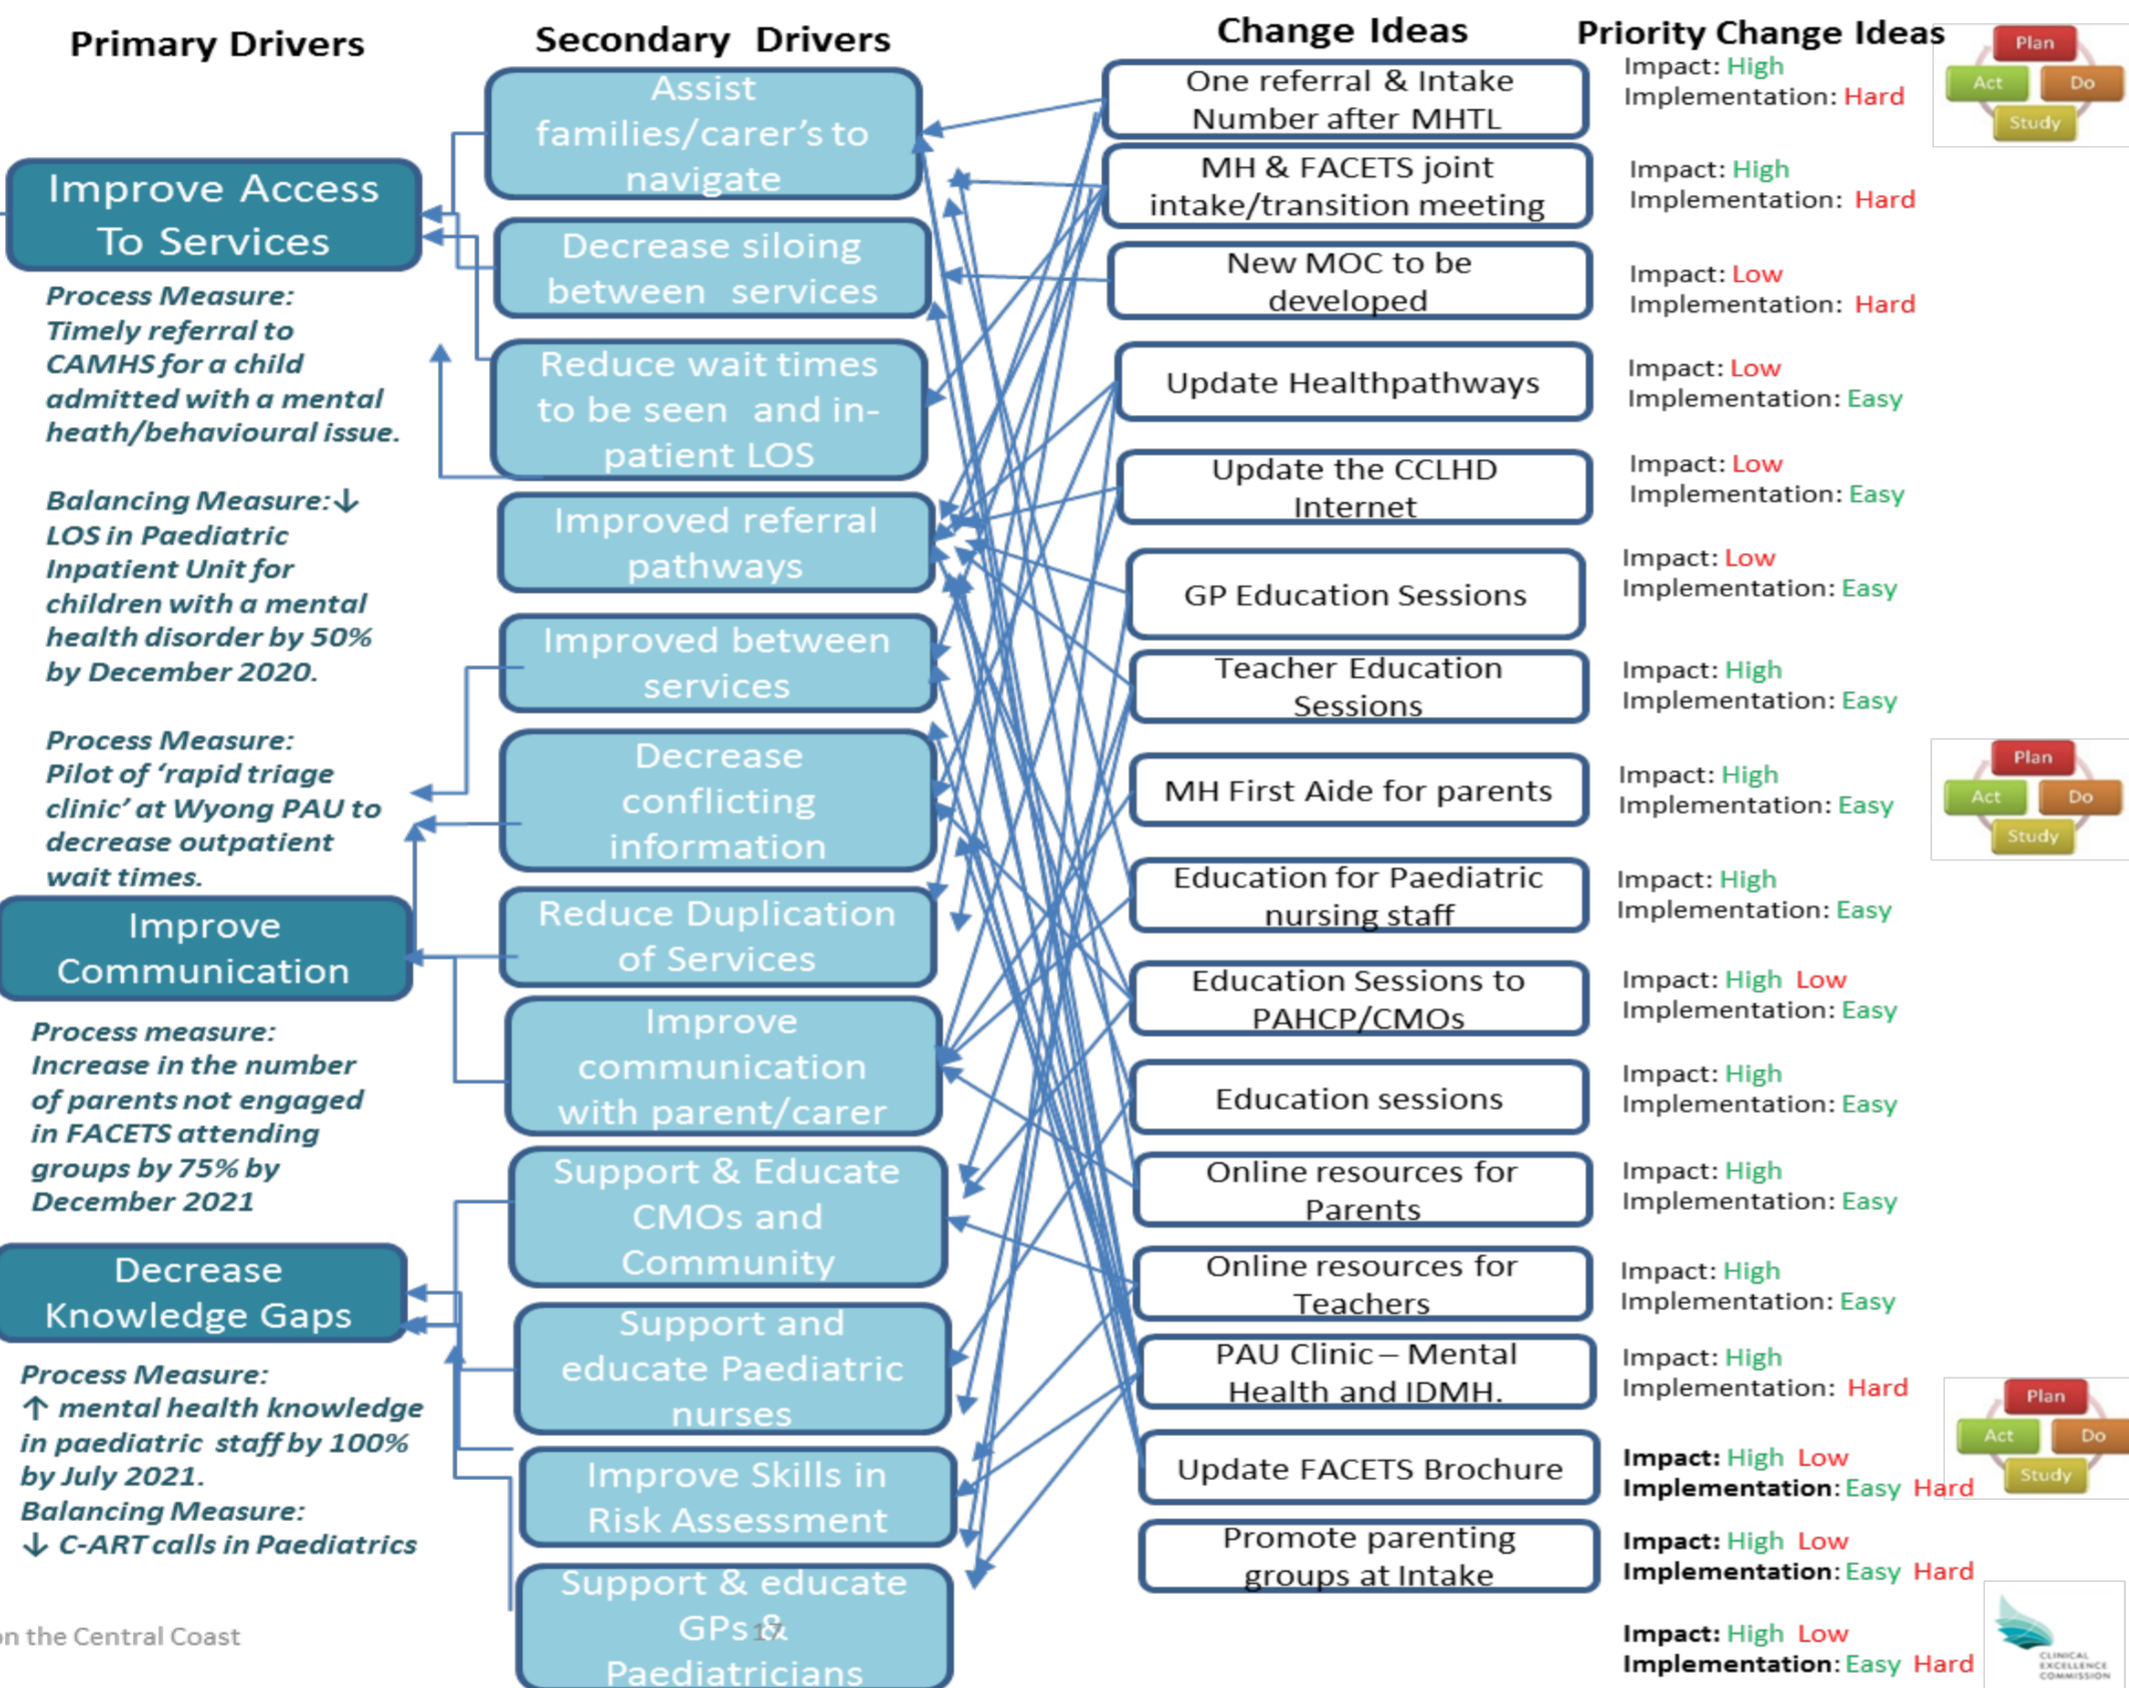 Primary Drivers
Secondary Drivers
Change Ideas
Priority Change Ideas
Improve Access
To Services
Process Measure:
Timely referral to
CAMHS for a child
admitted with a mental
heath/behavioural issue.
Balancing Measure:↓
LOS in Paediatric
Inpatient Unit for
children with a mental
health disorder by 50%
by December 2020.
Process Measure:
Pilot of ‘rapid triage
clinic’ at Wyong PAU to
decrease outpatient
wait times.
Improve
Communication
Process measure:
Increase in the number
of parents not engaged
in FACETS attending
groups by 75% by
December 2021
Decrease
Knowledge Gaps
Process Measure:
↑ mental health knowledge
in paediatric staff by 100%
by July 2021.
Balancing Measure:
↓ C-ART calls in Paediatrics
on the Central Coast
Assist
families/carer’s to
navigate
Decrease siloing
between services
Reduce wait times
to be seen and in-
patient LOS
Improved referral
pathways
Improved between
services
Decrease
conflicting
information
Reduce Duplication
of Services
Improve
communication
with parent/carer
Support & Educate
CMOs and
Community
Support and
educate Paediatric
nurses
Improve Skills in
Risk Assessment
Support & educate
GPs &
Paediatricians
17
One referral & Intake
Number after MHTL
MH & FACETS joint
intake/transition meeting
New MOC to be
developed
Update Healthpathways
Update the CCLHD
Internet
GP Education Sessions
Teacher Education
Sessions
MH First Aide for parents
Education for Paediatric
nursing staff
Education Sessions to
PAHCP/CMOs
Education sessions
Online resources for
Parents
Online resources for
Teachers
PAU Clinic – Mental
Health and IDMH.
Update FACETS Brochure
Promote parenting
groups at Intake
Impact: High
Implementation: Hard
Impact: High
Implementation: Hard
Impact: Low
Implementation: Hard
Impact: Low
Implementation: Easy
Impact: Low
Implementation: Easy
Impact: Low
Implementation: Easy
Impact: High
Implementation: Easy
Impact: High
Implementation: Easy
Impact: High
Implementation: Easy
Impact: High Low
Implementation: Easy
Impact: High
Implementation: Easy
Impact: High
Implementation: Easy
Impact: High
Implementation: Easy
Impact: High
Implementation: Hard
Impact: High Low
Implementation: Easy Hard
Impact: High Low
Implementation: Easy Hard
Impact: High Low
Implementation: Easy Hard
Plan
Act
Do
Study
Plan
Act
Do
Study
Plan
Act
Do
Study
CLINICAL
EXCELLENCE
COMMISSION